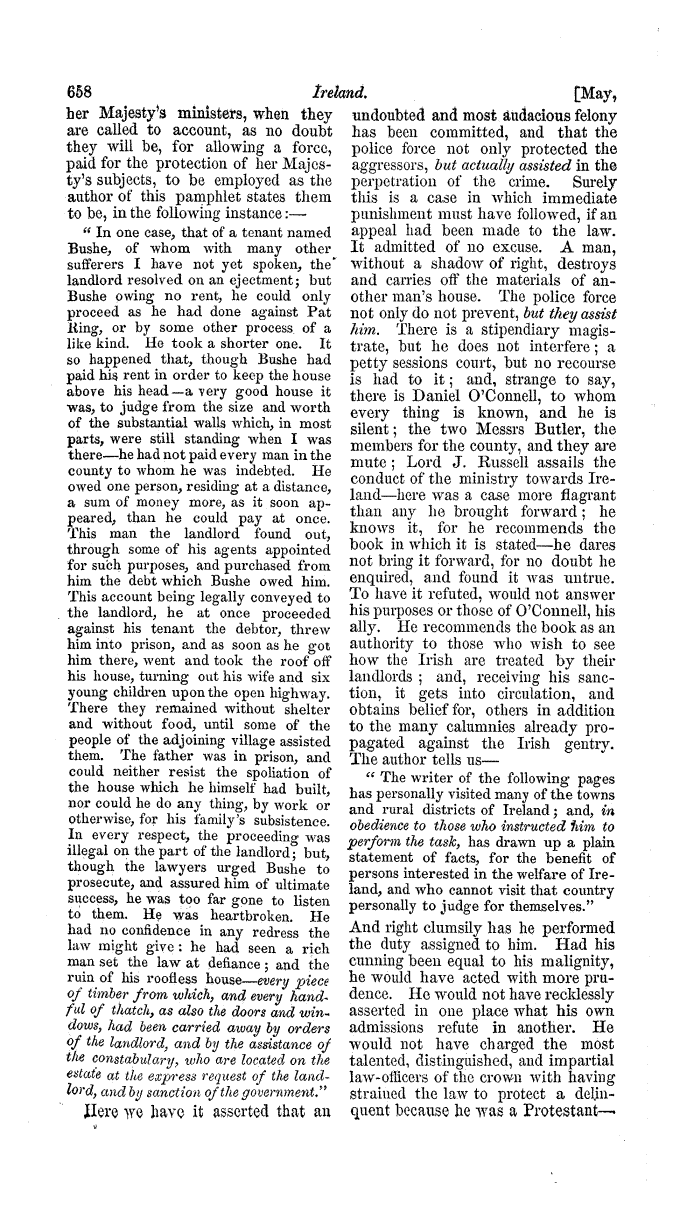 658 Ireland. [May,
her Majesty's ministers, when they
are called to account, as no doubt
they will be, for allowing a force,
paid for the protection of her Majes-
ty's subjects, to be employed as the
author of this pamphlet states them
to be, in the following instance:—
" In one case, that of a tenant named
Bushe, of whom with many other
sufferers I have not yet spoken, the
landlord resolved on an ejectment; but
Bushe owing no rent, he could only
proceed as he had done against Pat
Ring, or by some other process of a
like kind. He took a shorter one. It
so happened that, though Bushe had
paid his rent in order to keep the house
above his head—a very good house it
was, to judge from the size and worth
of the substantial walls which, in most
parts, were still standing when I was
there—he had not paid every man in the
county to whom he was indebted. He
owed one person, residing at a distance,
a sum of money more, as it soon ap-
peared, than he could pay at once.
This man the landlord found out,
through some of his agents appointed
for such purposes, and purchased from
him the debt which Bushe owed him.
This account being legally conveyed to
the landlord, he at once proceeded
against his tenant the debtor, threw
him into prison, and as soon as he got
him there, went and took the roof off
his house, turning out his wife and six
young children upon the open highway.
There they remained without shelter
and without food, until some of the
people of the adjoining village assisted
them. The father was in prison, and
could neither resist the spoliation of
the house which he himself had built,
nor could he do any thing, by work or
otherwise, for his family's subsistence.
In every respect, the proceeding was
illegal on the part of the landlord; but,
though the lawyers urged Bushe to
prosecute, and assured him of ultimate
success, he was too far gone to listen
to them. He was heartbroken. He
had no confidence in any redress the
law might give: he had seen a rich
man set the law at defiance; and the
ruin of his roofless house—every piece
of timber from which, and every hand-
ful of thatch, as also the doors and win-
dows, had been carried away by orders
of the landlord, and by the assistance of
the constabulary, who are located on the
estate at the express request of the land-
lord, and by sanction of the government."
Here we have it asserted that an
undoubted and most audacious felony
has been committed, and that the
police force not only protected the
aggressors, but actually assisted in the
perpetration of the crime. Surely
this is a case in which immediate
punishment must have followed, if an
appeal had been made to the law.
It admitted of no excuse. A man,
without a shadow of right, destroys
and carries off the materials of an-
other man's house. The police force
not only do not prevent, but they assist
him. There is a stipendiary magis-
trate, but he does not interfere; a
petty sessions court, but no recourse
is had to it; and, strange to say,
there is Daniel O'Connell, to whom
every thing is known, and he is
silent; the two Messrs Butler, the
members for the county, and they are
mute; Lord J. Russell assails the
conduct of the ministry towards Ire-
land—here was a case more flagrant
than any he brought forward; he
knows it, for he recommends the
book in which it is stated—he dares
not bring it forward, for no doubt he
enquired, and found it was untrue.
To have it refuted, would not answer
his purposes or those of O'Connell, his
ally. He recommends the book as an
authority to those who wish to see
how the Irish are treated by their
landlords; and, receiving his sanc-
tion, it gets into circulation, and
obtains belief for, others in addition
to the many calumnies already pro-
pagated against the Irish gentry.
The author tells us—
" The writer of the following pages
has personally visited many of the towns
and rural districts of Ireland; and, in
obedience to those who instructed him to
perform the task, has drawn up a plain
statement of facts, for the benefit of
persons interested in the welfare of Ire-
land, and who cannot visit that country
personally to judge for themselves."
And right clumsily has he performed
the duty assigned to him. Had his
cunning been equal to his malignity,
he would have acted with more pru-
dence. He would not have recklessly
asserted in one place what his own
admissions refute in another. He
would not have charged the most
talented, distinguished, and impartial
law-officers of the crown with having
strained the law to protect a delin-
quent because he was a Protestant—